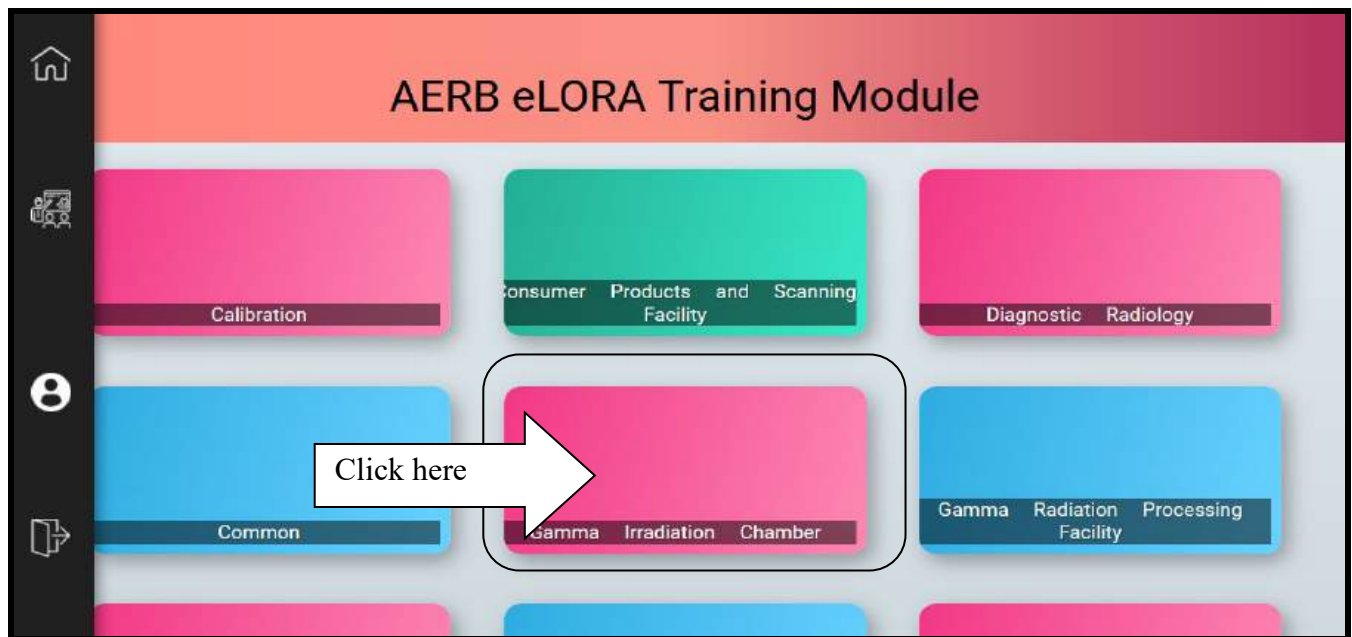 AERB eLORA Training Module
Calibration
Consumer Products and Scanning
Facility
Diagnostic Radiology
Click here
Common
Gamma Irradiation Chamber
Gamma Radiation Processing
Facility